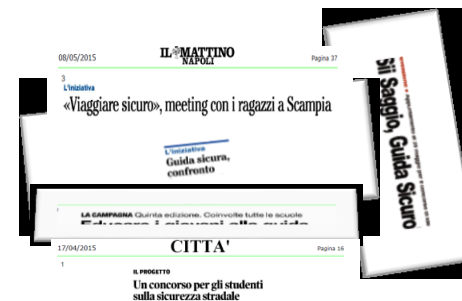 08/05/2015
IL MATTINO
NAPOLI
Pagina 37
3
L'iniziativa
«Viaggiare sicuro», meeting con i ragazzi a Scampia
L'iniziativa
Guida sicura,
confronto
Sii Saggio, Guida Sicuro
1
LA CAMPAGNA Quinta edizione. Coinvolte tutte le scuole
17/04/2015
CITTA'
Pagina 16
1
IL PROGETTO
Un concorso per gli studenti
sulla sicurezza stradale